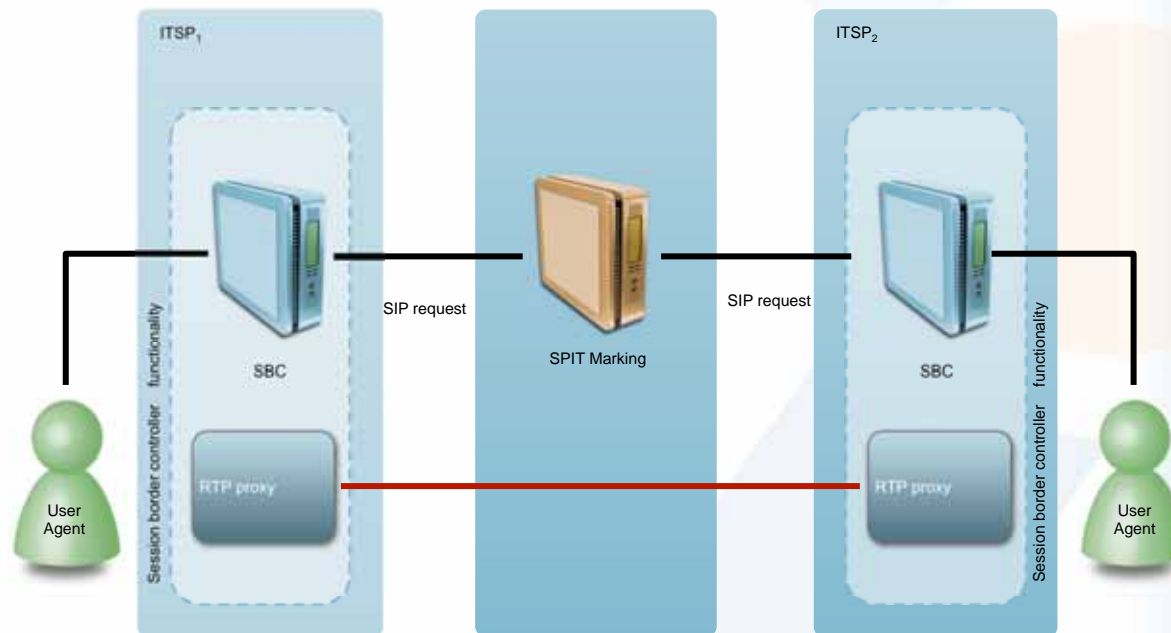 ITSP1
ITSP2
SIP request
SIP request
SPIT Marking
SBC
SBC
Session border controller functionality
Session border controller functionality
RTP proxy
RTP proxy
User
Agent
User
Agent